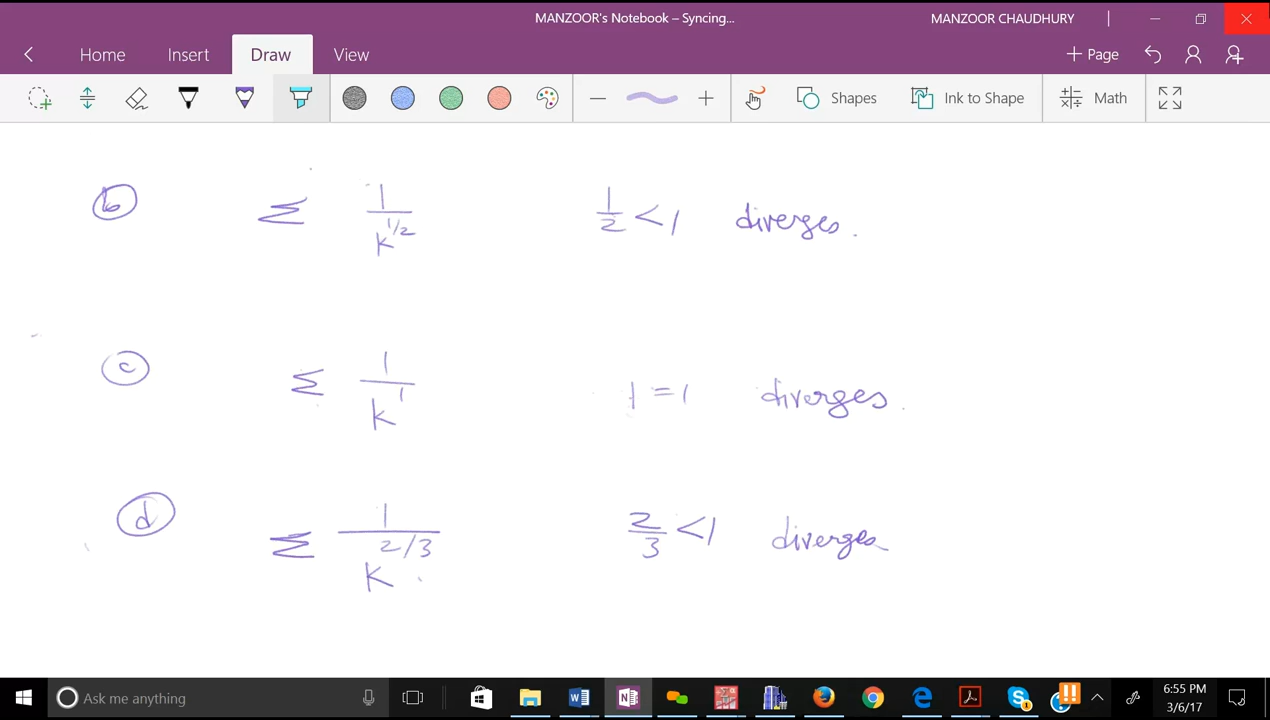 MANZOOR's Notebook – Syncing...
MANZOOR CHAUDHURY
Home Insert Draw View
Page
Shapes Ink to Shape Math
b Σ 1/k^1/2 1/2 < 1 diverges.
c Σ 1/k^1 1 = 1 diverges.
d Σ 1/k^2/3 2/3 < 1 diverges
Ask me anything
6:55 PM
3/6/17